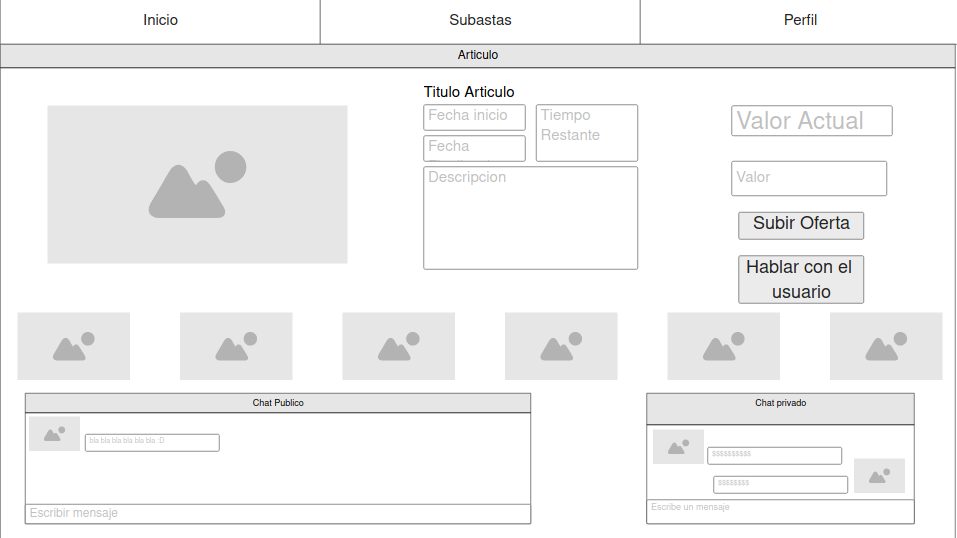 Inicio
Subastas
Perfil
Articulo
Titulo Articulo
Fecha inicio
Tiempo
Restante
Fecha
Descripcion
Valor Actual
Valor
Subir Oferta
Hablar con el
usuario
Chat Publico
bla bla bla bla bla bla :D
Escribir mensaje
Chat privado
$$$$$$$$$$
$$$$$$$$
Escribe un mensaje